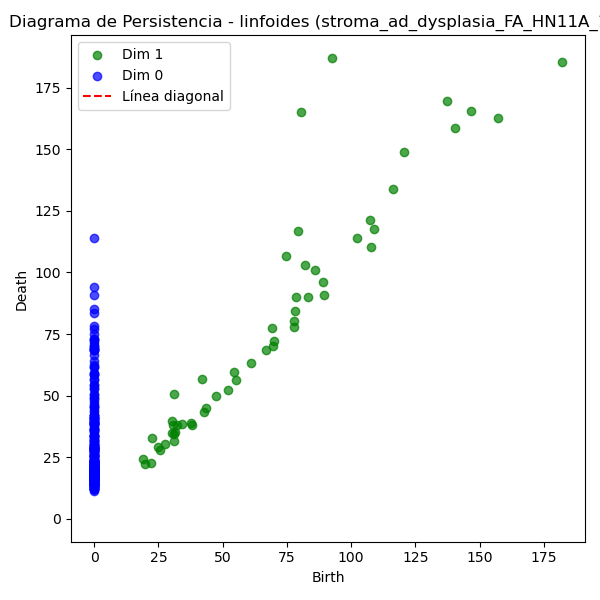 Diagrama de Persistencia - linfoides (stroma_ad_dysplasia_FA_HN11A_
Dim 1
Dim 0
Línea diagonal
Death
175
150
125
100
75
50
25
0
0 25 50 75 100 125 150 175
Birth